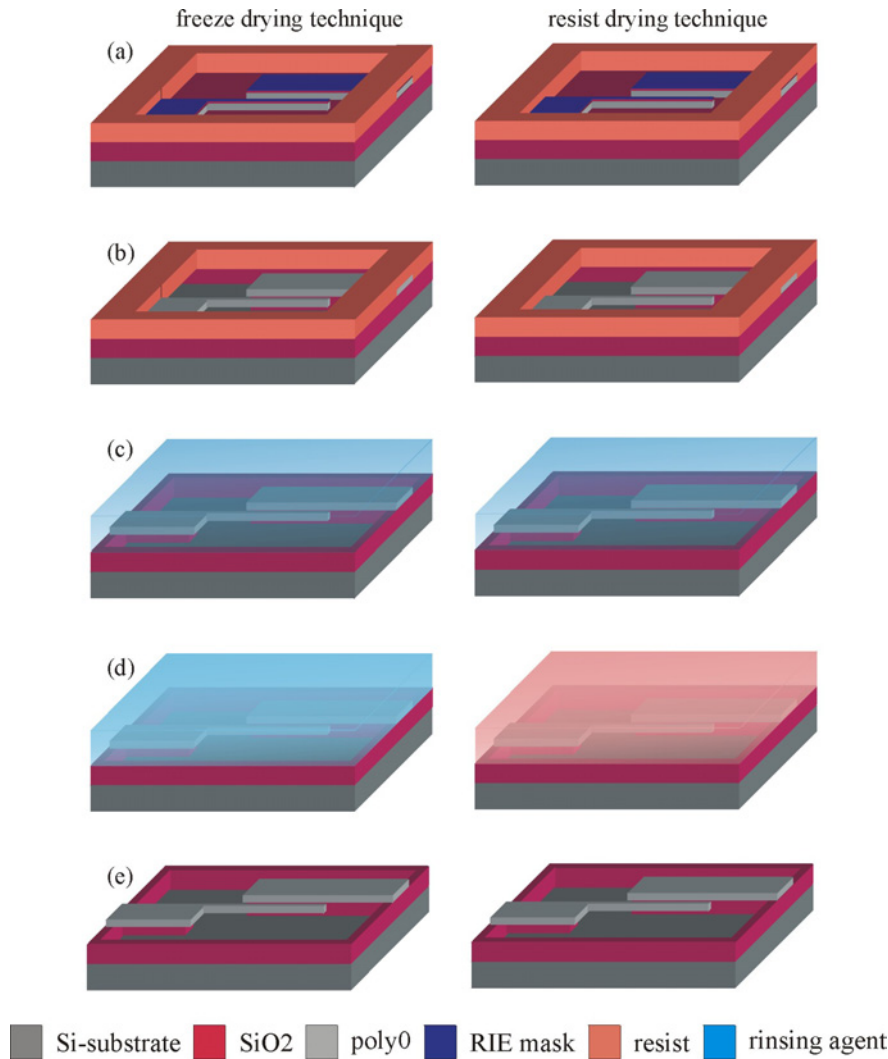 freeze drying technique
resist drying technique
(a)
(b)
(c)
(d)
(e)
Si-substrate
SiO2
poly0
RIE mask
resist
rinsing agent